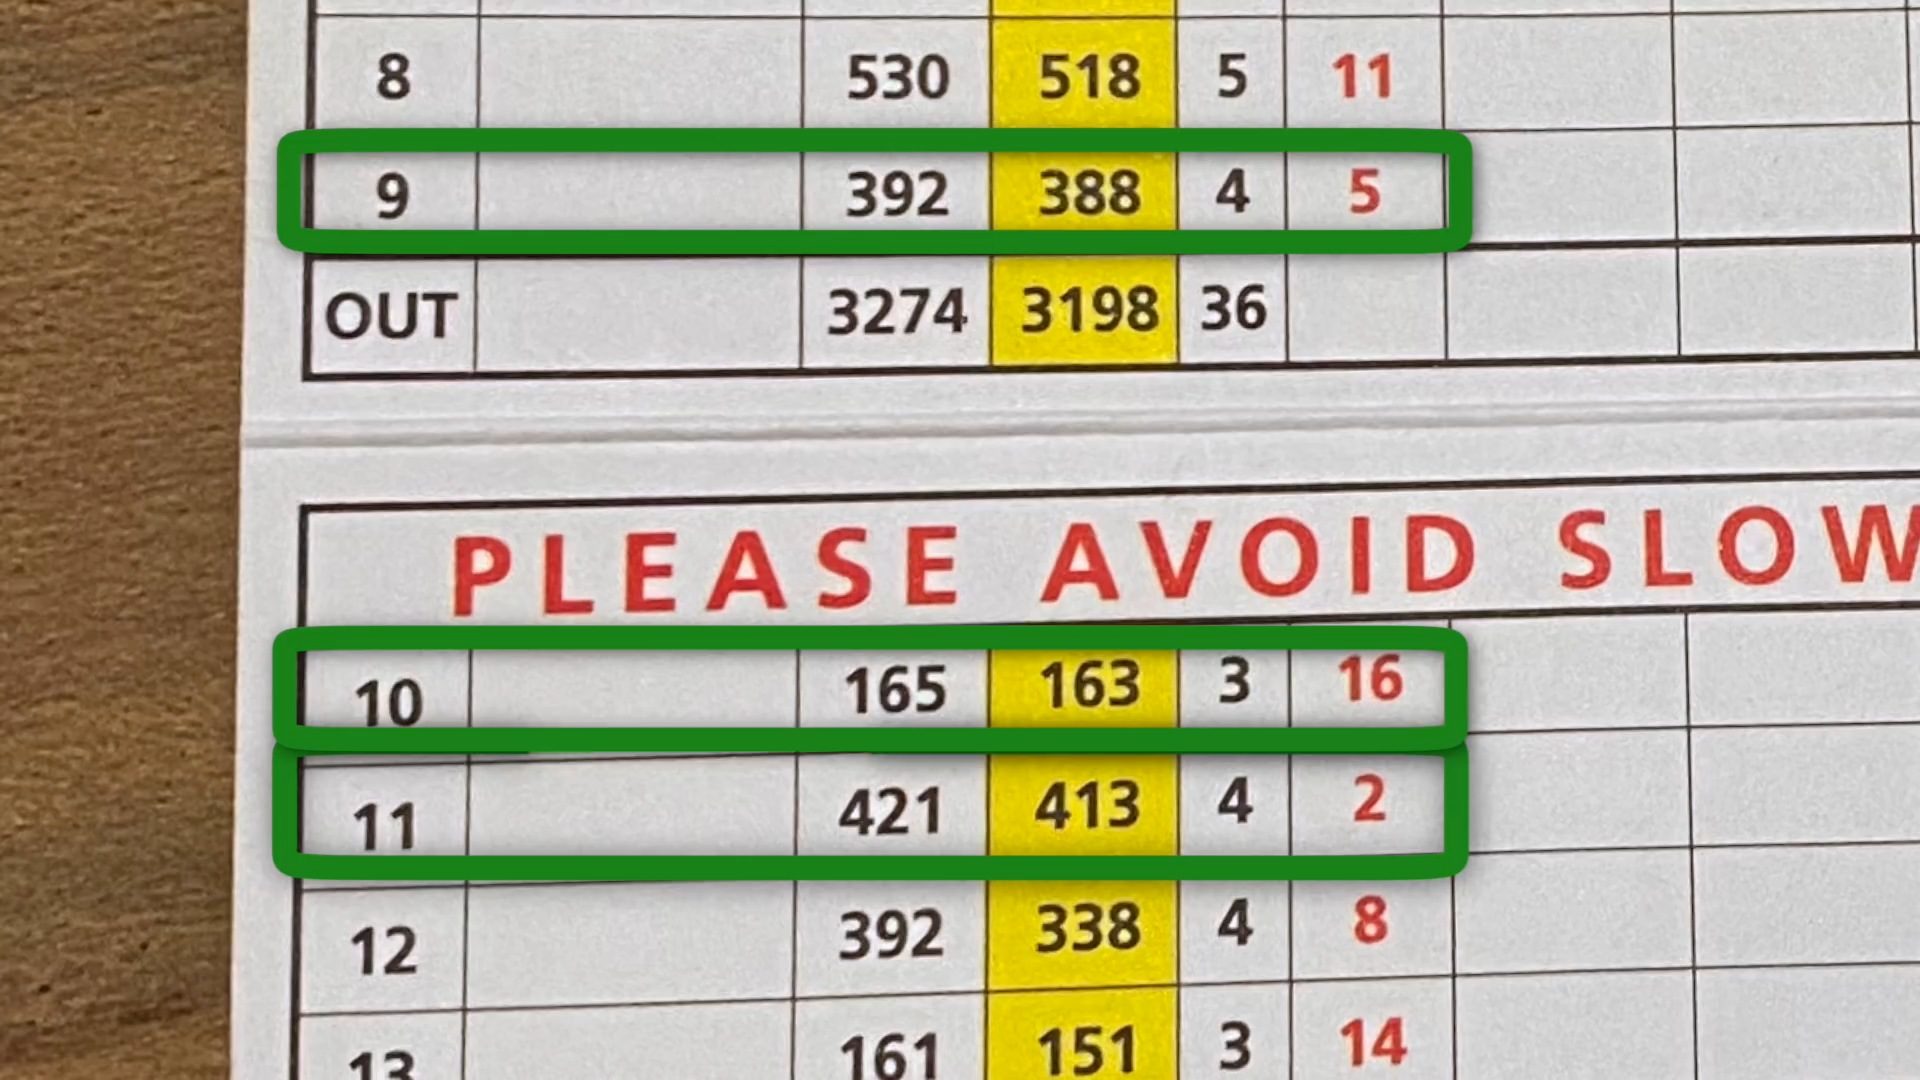 8 530 518 5 11
9 392 388 4 5
OUT 3274 3198 36
PLEASE AVOID SLOW
10 165 163 3 16
11 421 413 4 2
12 392 338 4 8
13 161 151 3 14